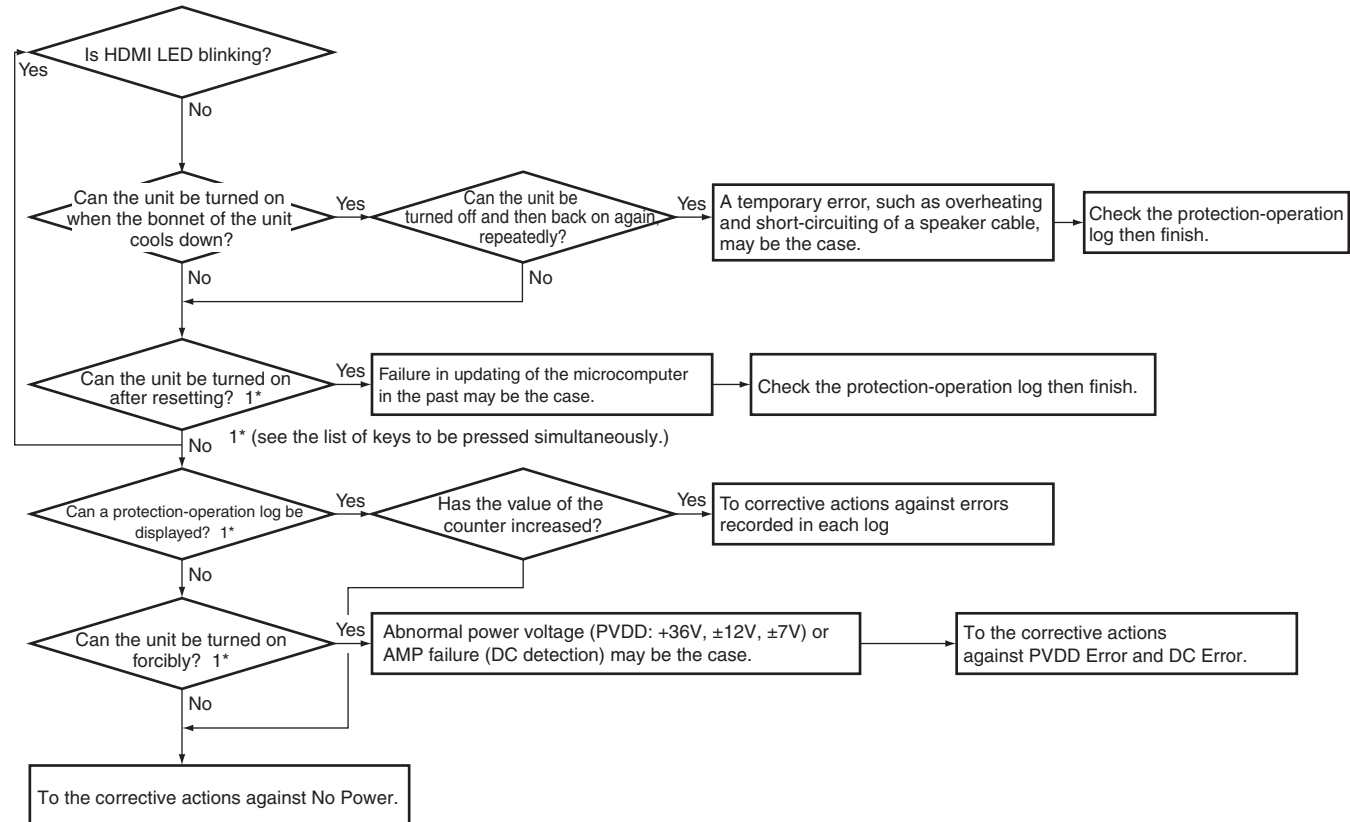 Is HDMI LED blinking?
Yes
No
Can the unit be turned on
when the bonnet of the unit
cools down?
Yes
No
Can the unit be
turned off and then back on again,
repeatedly?
Yes
No
A temporary error, such as overheating
and short-circuiting of a speaker cable,
may be the case.
Check the protection-operation
log then finish.
Can the unit be turned on
after resetting? 1*
Yes
No
Failure in updating of the microcomputer
in the past may be the case.
Check the protection-operation log then finish.
1* (see the list of keys to be pressed simultaneously.)
Can a protection-operation log be
displayed? 1*
Yes
No
Has the value of the
counter increased?
Yes
To corrective actions against errors
recorded in each log
Can the unit be turned on
forcibly? 1*
Yes
No
Abnormal power voltage (PVDD: +36V, ±12V, ±7V) or
AMP failure (DC detection) may be the case.
To the corrective actions
against PVDD Error and DC Error.
To the corrective actions against No Power.